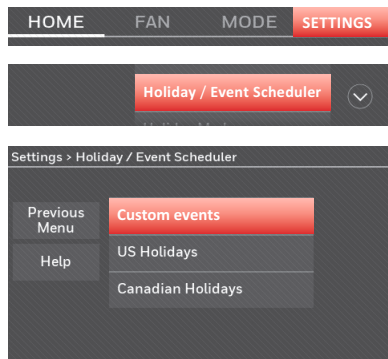 HOME FAN MODE SETTINGS
Holiday / Event Scheduler
Settings > Holiday / Event Scheduler
Previous
Menu
Custom events
US Holidays
Help
Canadian Holidays